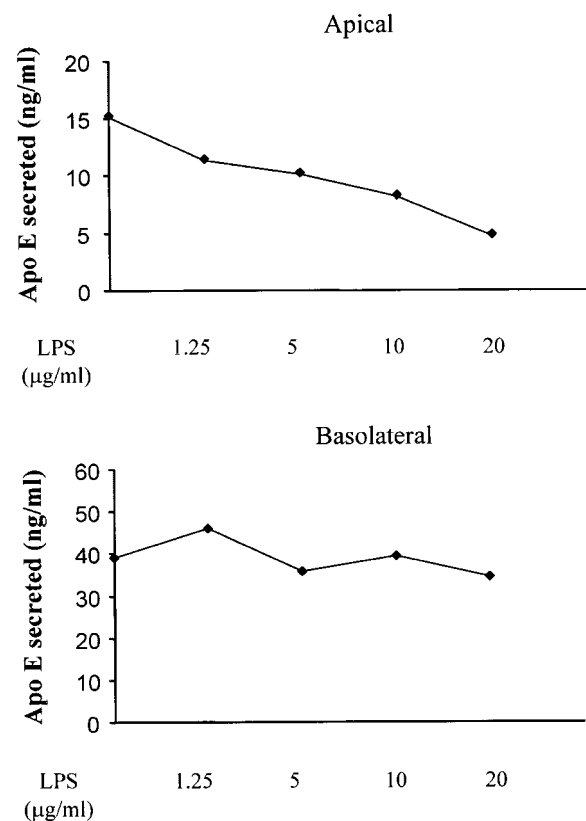 Apical
Apo E secreted (ng/ml)
20
15
10
5
0
LPS 1.25 5 10 20
(μg/ml)
Basolateral
Apo E secreted (ng/ml)
60
50
40
30
20
10
0
LPS 1.25 5 10 20
(μg/ml)